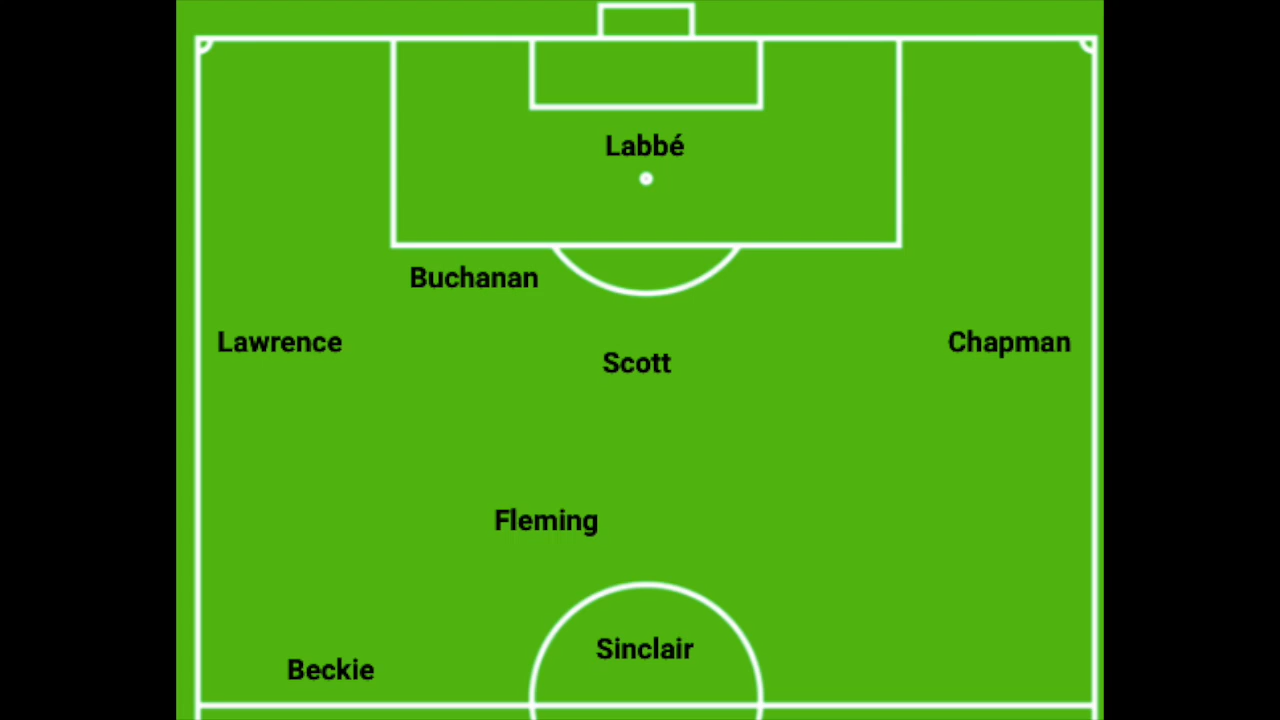 Labbé
Buchanan
Lawrence
Chapman
Scott
Fleming
Sinclair
Beckie